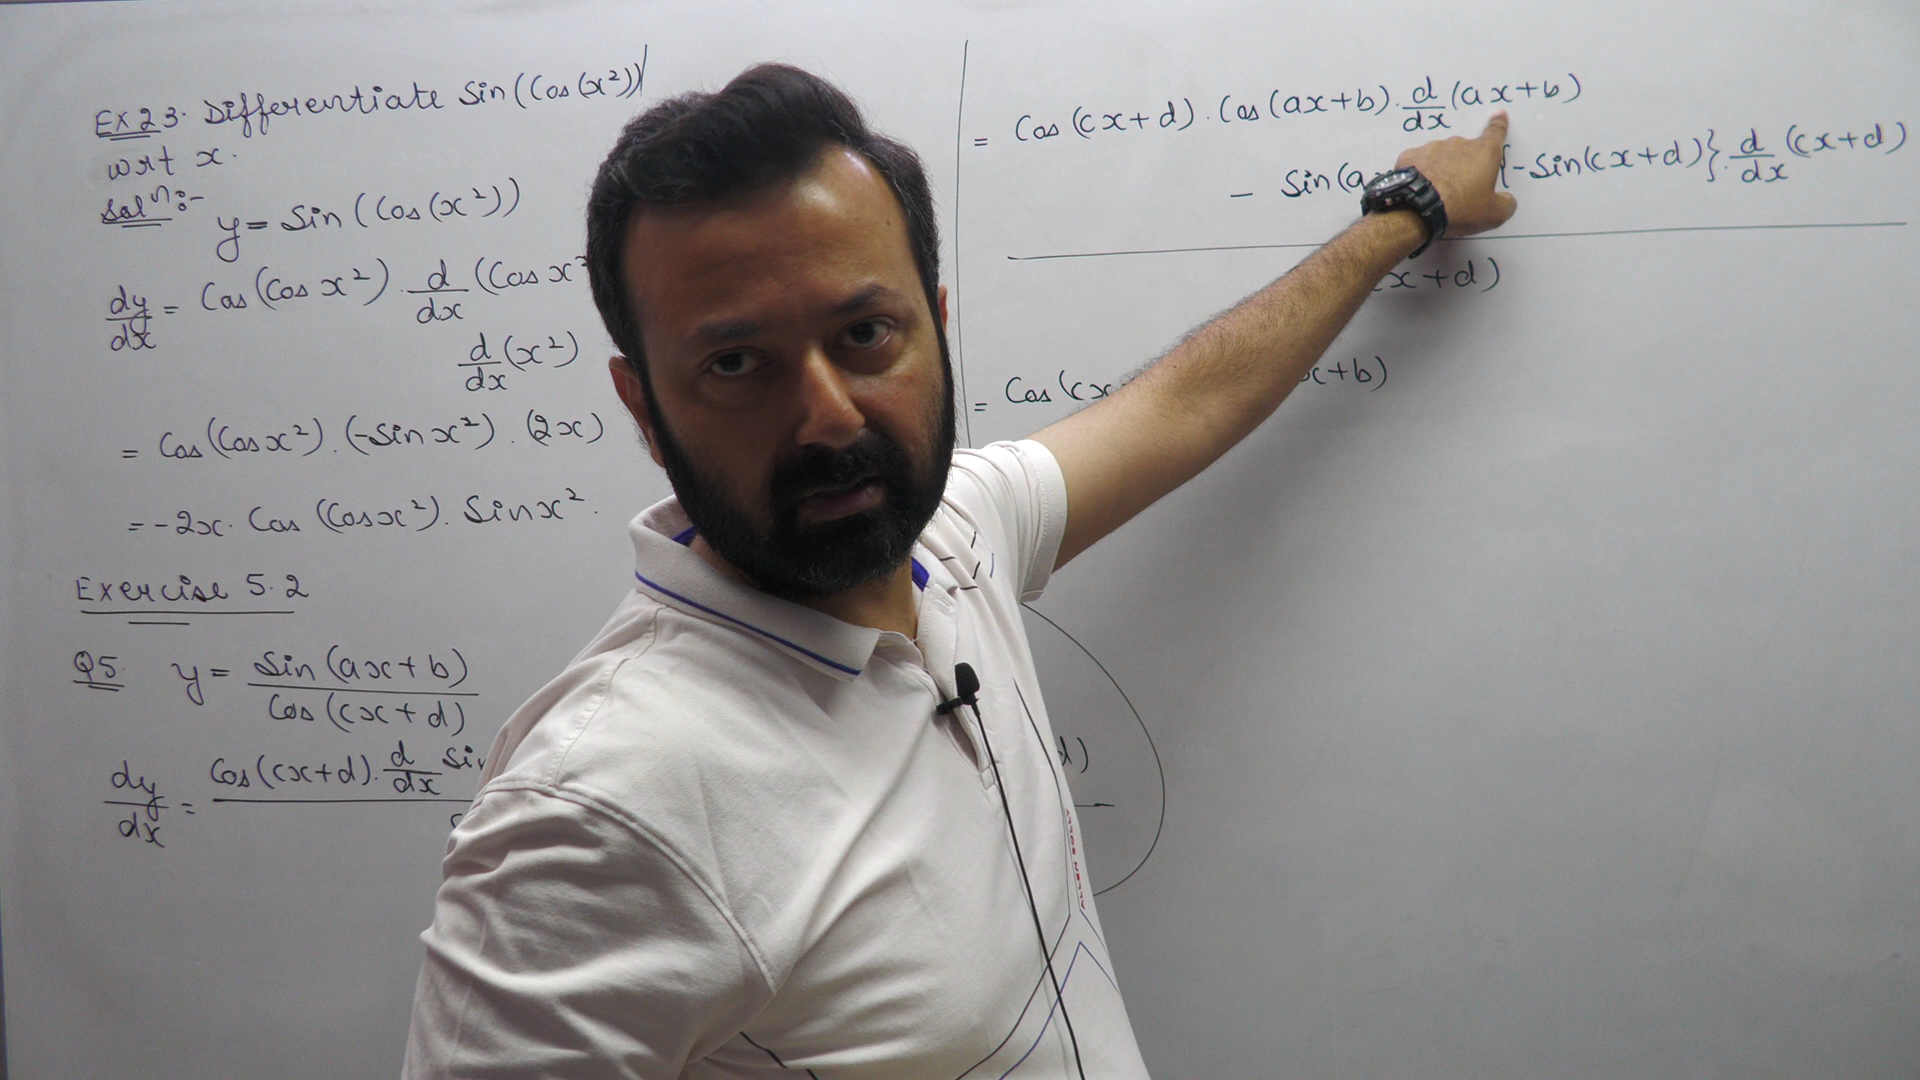 Ex 23. Differentiate Sin(Cos(x²))
wrt x.
Solⁿ:-
y = Sin(Cos(x²))
dy/dx = Cos(Cos x²) . d/dx (Cos x²
d/dx (x²)
= Cos(Cos x²) . (-Sin x²) . (2x)
= -2x . Cos(Cos x²) . Sin x² .
Exercise 5.2
Q5. y = Sin(ax+b) / Cos(cx+d)
dy/dx = Cos(cx+d) . d/dx Sin
= Cos(cx+d) . Cos(ax+b) . d/dx (ax+b)
- Sin(a {-Sin(cx+d)} . d/dx (cx+d)
x+d)
= Cos(cx +b)
d)
ALLEN SOLLY